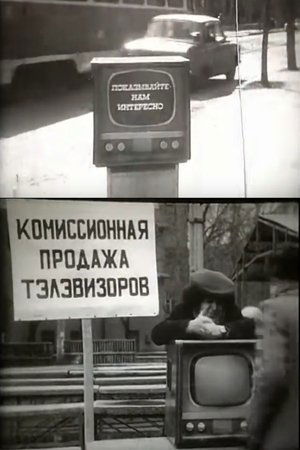 ПОКАЗЫВАЙТЕ-
НАМ
ИНТЕРЕСНО
КОМИССИОННАЯ
ПРОДАЖА
ТЭЛЭВИЗОРОВ